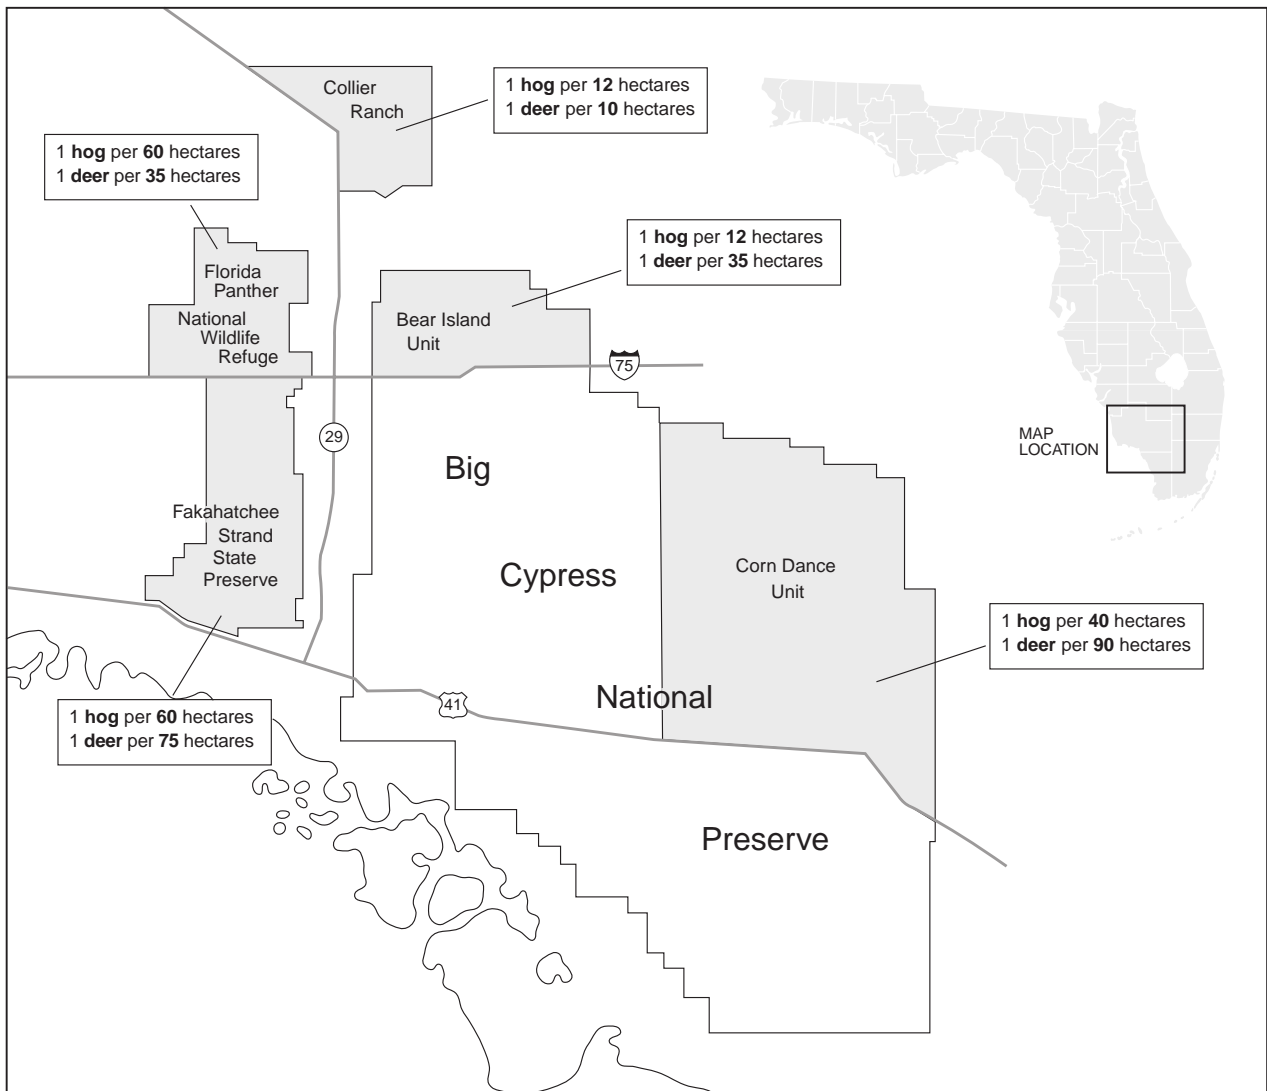 Collier
Ranch
1 hog per 12 hectares
1 deer per 10 hectares
1 hog per 60 hectares
1 deer per 35 hectares
1 hog per 12 hectares
1 deer per 35 hectares
Florida
Panther
National
Wildlife
Refuge
Bear Island
Unit
75
29
MAP
LOCATION
Big
Fakahatchee
Strand
State
Preserve
Cypress
Corn Dance
Unit
1 hog per 40 hectares
1 deer per 90 hectares
National
41
1 hog per 60 hectares
1 deer per 75 hectares
Preserve